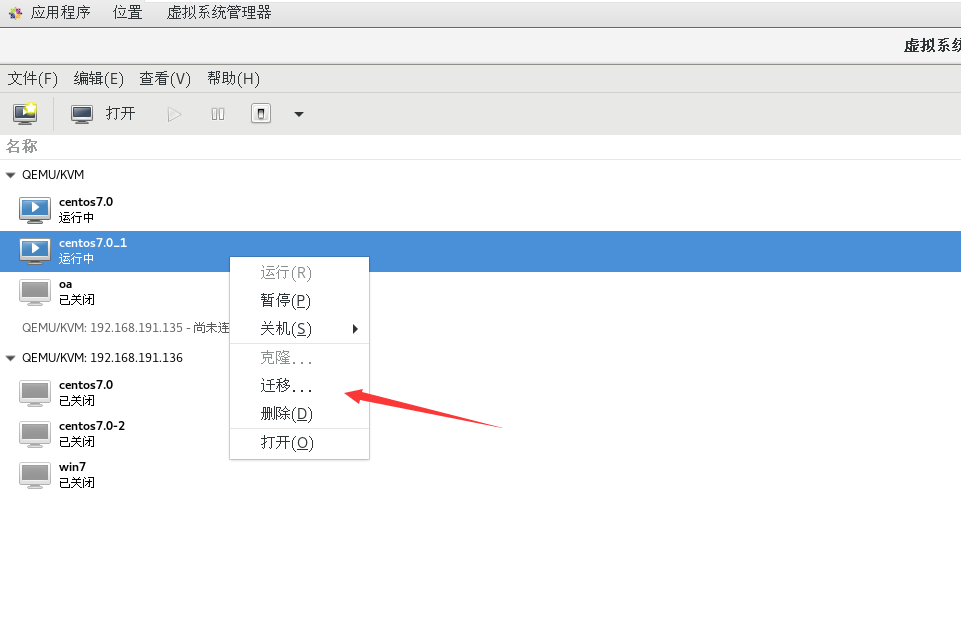 应用程序 位置 虚拟系统管理器
虚拟系统
文件(F) 编辑(E) 查看(V) 帮助(H)
打开
名称
QEMU/KVM
centos7.0
运行中
centos7.0_1
运行中
运行(R)
oa
已关闭
暂停(P)
QEMU/KVM: 192.168.191.135 - 尚未连
关机(S)
QEMU/KVM: 192.168.191.136
克隆...
centos7.0
已关闭
迁移...
centos7.0-2
已关闭
删除(D)
打开(O)
win7
已关闭